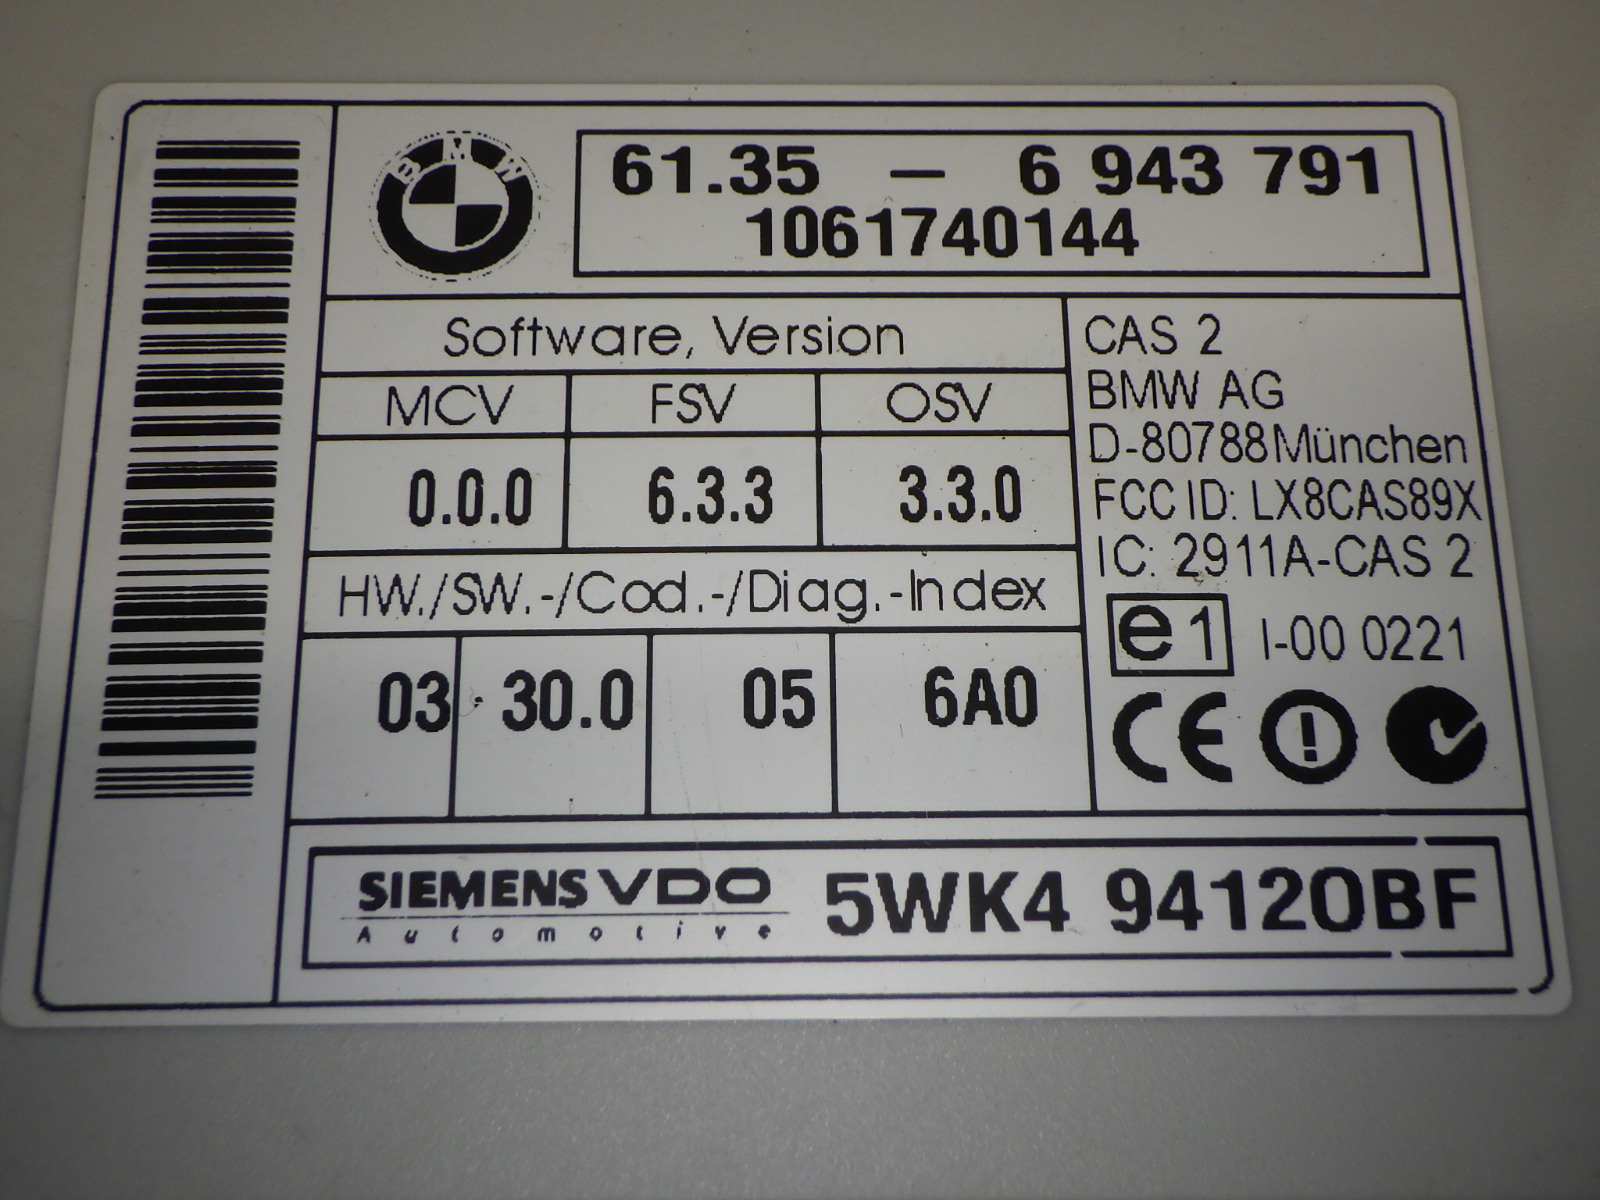 BMW
61.35 – 6 943 791
1061740144
Software, Version
MCV FSV OSV
0.0.0 6.3.3 3.3.0
HW./SW.-/Cod.-/Diag.-Index
03 30.0 05 6A0
CAS 2
BMW AG
D-80788 München
FCC ID: LX8CAS89X
IC: 2911A-CAS 2
e1 I-00 0221
CE
SIEMENS VDO
Automotive
5WK4 94120BF